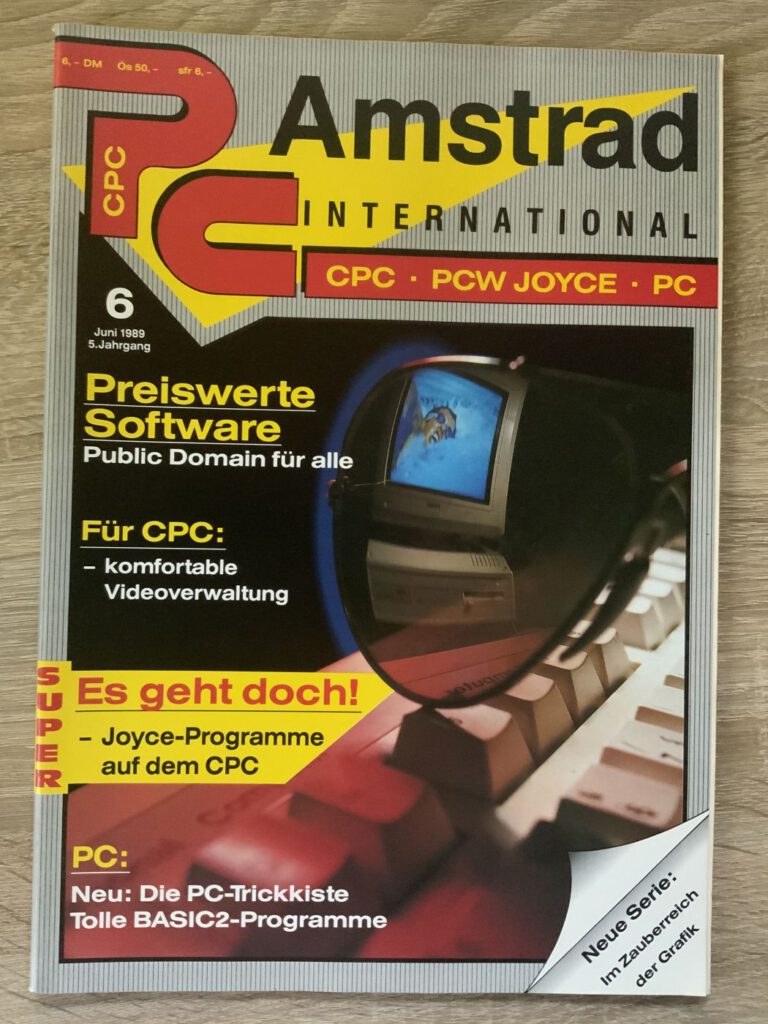 6,– DM Ös 50,– sfr 6,–
PC
CPC
Amstrad
INTERNATIONAL
CPC · PCW JOYCE · PC
6
Juni 1989
5.Jahrgang
Preiswerte
Software
Public Domain für alle
Für CPC:
– komfortable
Videoverwaltung
SUPER
Es geht doch!
– Joyce-Programme
auf dem CPC
PC:
Neu: Die PC-Trickkiste
Tolle BASIC2-Programme
Neue Serie:
Im Zauberreich
der Grafik